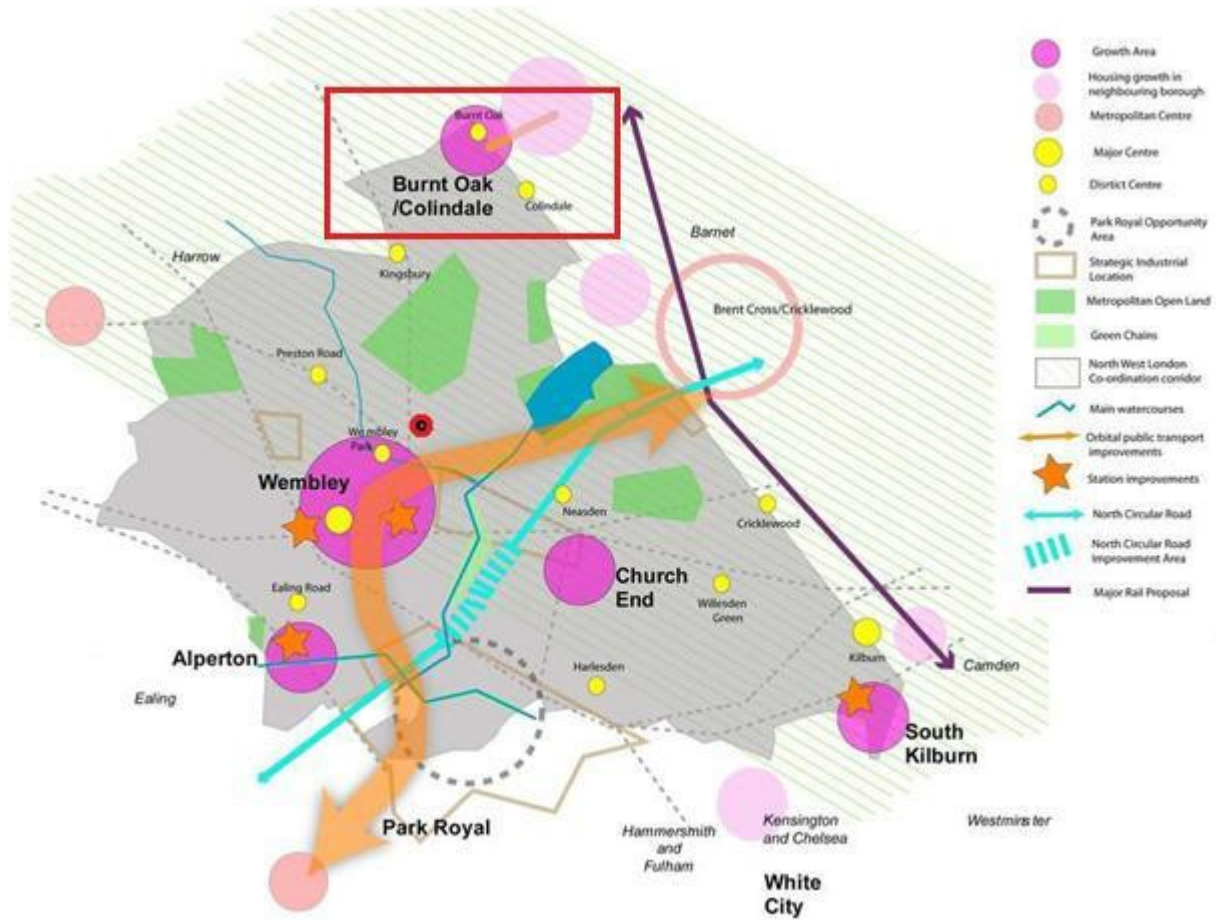 Burnt Oak
Burnt Oak
/Colindale
Colindale
Barnet
Harrow
Kingsbury
Brent Cross/Cricklewood
Preston Road
Wembley
Park
Wembley
Neasden
Cricklewood
Church
End
Ealing Road
Willesden
Green
Alperton
Kilburn
Harlesden
Camden
Ealing
South
Kilburn
Park Royal
Hammersmith
and
Fulham
Kensington
and Chelsea
Westminster
White
City
Growth Area
Housing growth in
neighbouring borough
Metropolitan Centre
Major Centre
Disrtict Centre
Park Royal Opportunity
Area
Strategic Industrrial
Location
Metropolitan Open Land
Green Chains
North West London
Co-ordination corridor
Main watercourses
Orbital public transport
improvements
Station improvements
North Circular Road
North Circular Road
Improvement Area
Major Rail Proposal